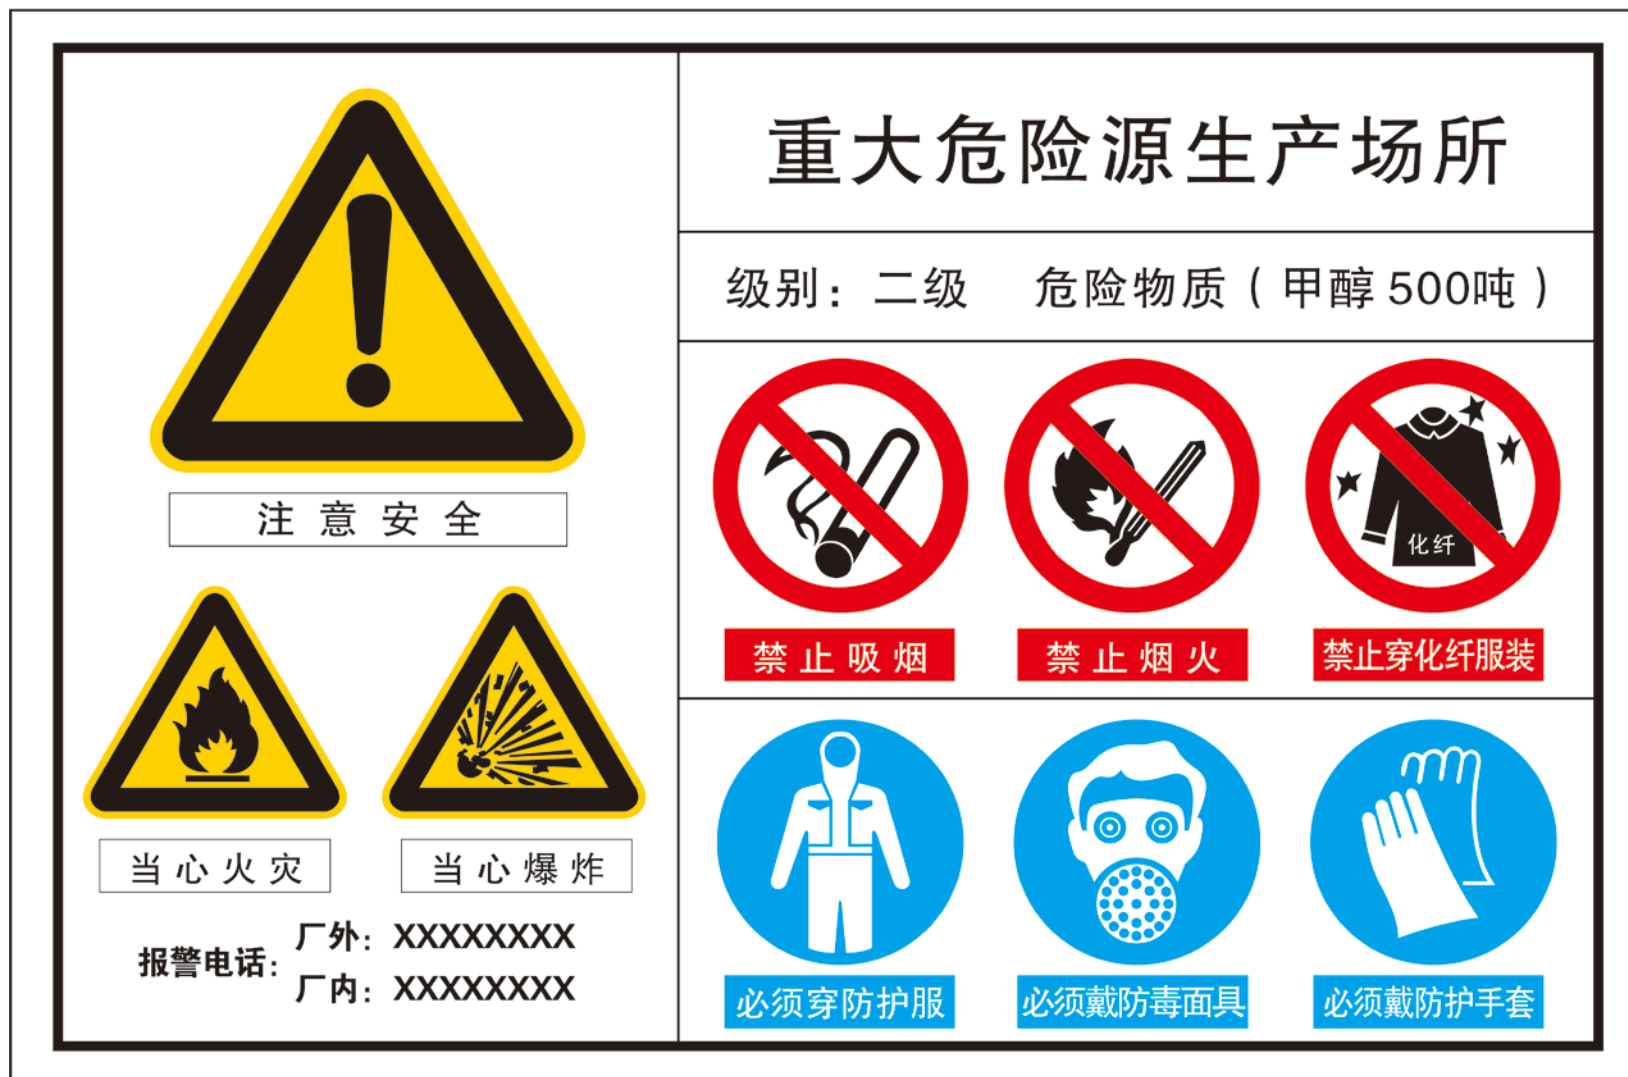 重大危险源生产场所
级别：二级 危险物质（甲醇500吨）
注意安全
化纤
禁止吸烟
禁止烟火
禁止穿化纤服装
当心火灾
当心爆炸
报警电话：
厂外：XXXXXXXX
厂内：XXXXXXXX
必须穿防护服
必须戴防毒面具
必须戴防护手套